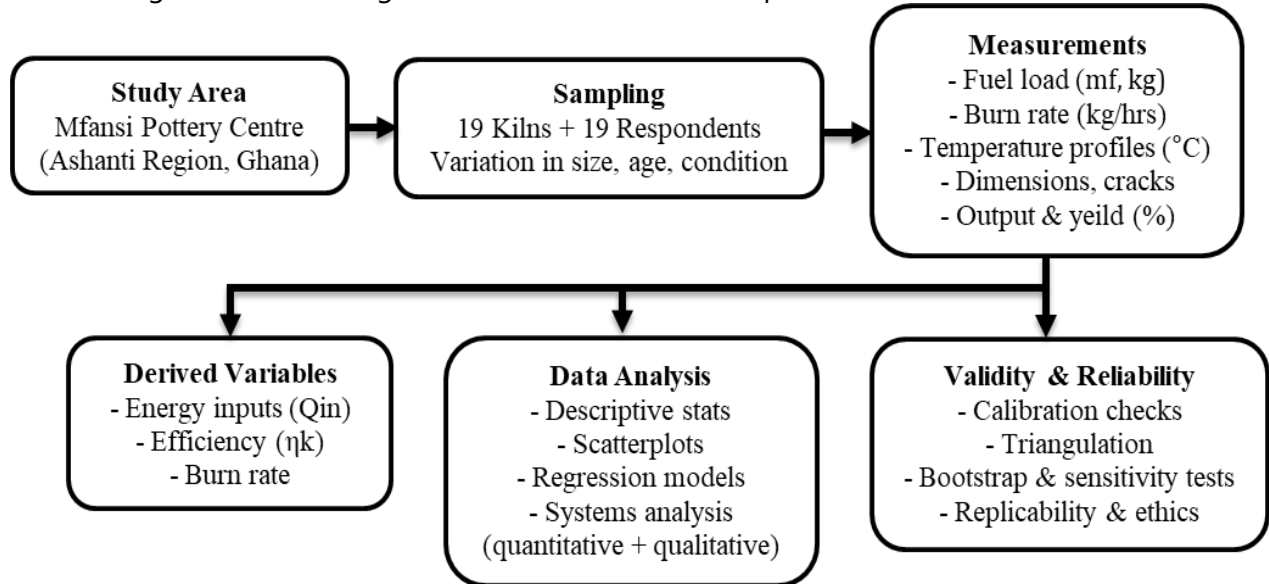 Study Area
Mfansi Pottery Centre
(Ashanti Region, Ghana)
Sampling
19 Kilns + 19 Respondents
Variation in size, age, condition
Measurements
- Fuel load (mf, kg)
- Burn rate (kg/hrs)
- Temperature profiles (°C)
- Dimensions, cracks
- Output & yeild (%)
Derived Variables
- Energy inputs (Qin)
- Efficiency (ηk)
- Burn rate
Data Analysis
- Descriptive stats
- Scatterplots
- Regression models
- Systems analysis
(quantitative + qualitative)
Validity & Reliability
- Calibration checks
- Triangulation
- Bootstrap & sensitivity tests
- Replicability & ethics